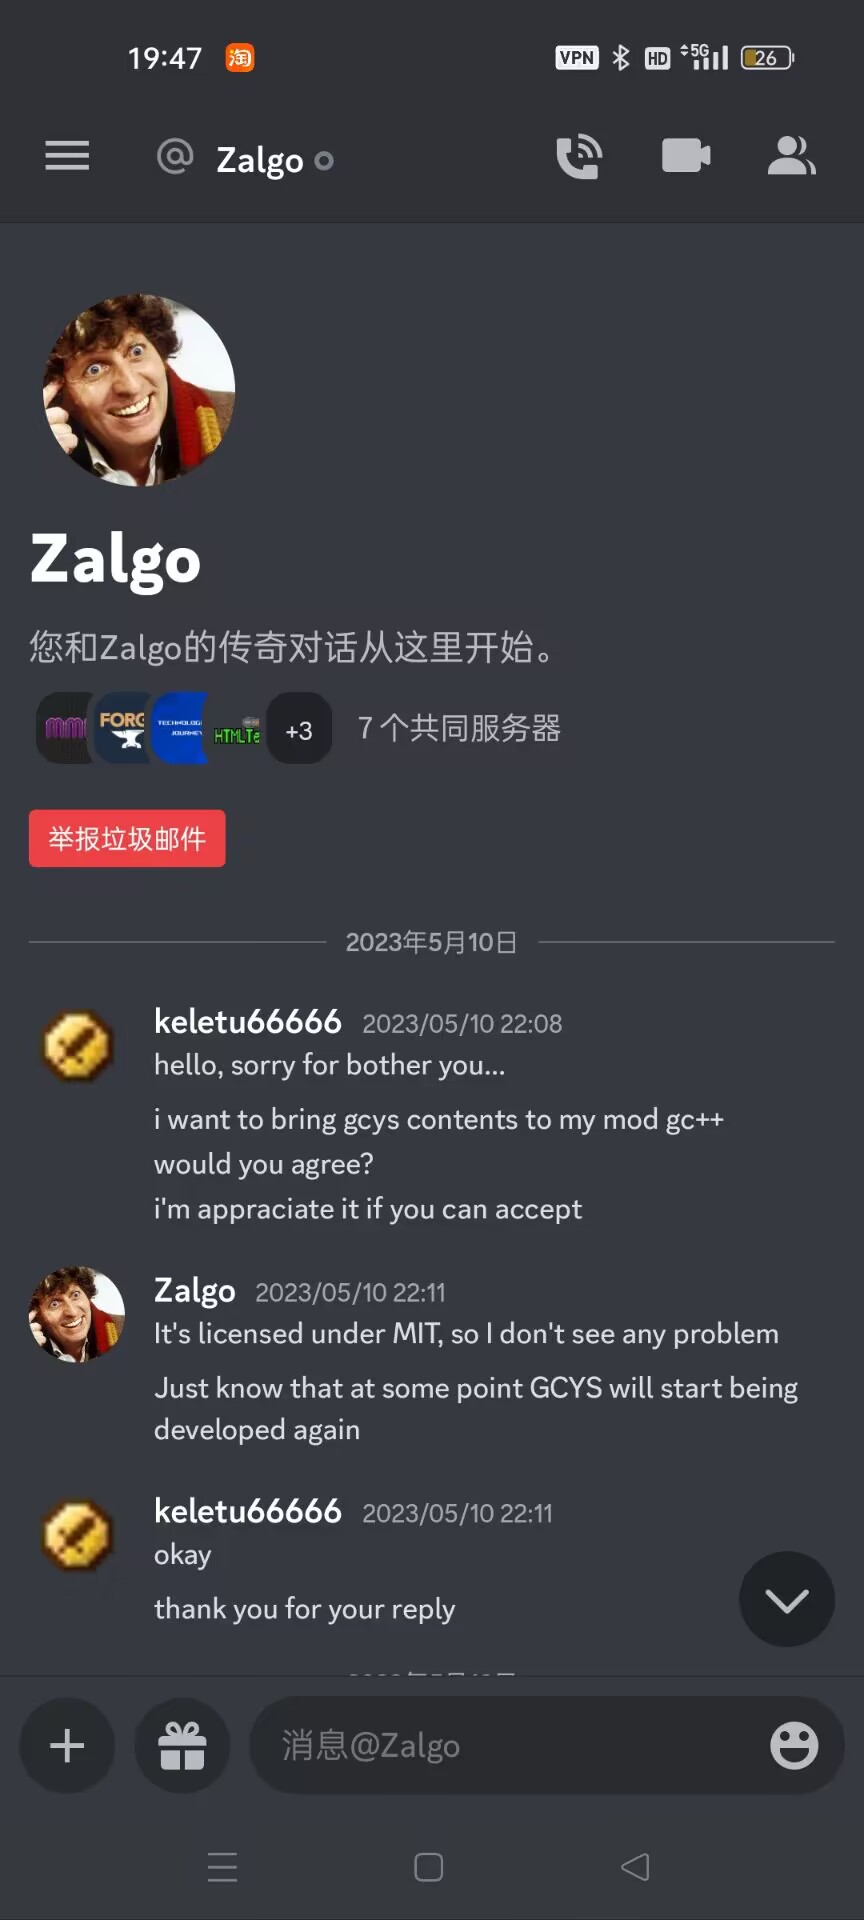 19:47 淘 VPN HD 5G 26
@ Zalgo
Zalgo
您和Zalgo的传奇对话从这里开始。
FORG TECHNOLOGI JOURNEY HTMLTe +3 7 个共同服务器
举报垃圾邮件
2023年5月10日
keletu66666 2023/05/10 22:08
hello, sorry for bother you...
i want to bring gcys contents to my mod gc++
would you agree?
i'm appraciate it if you can accept
Zalgo 2023/05/10 22:11
It's licensed under MIT, so I don't see any problem
Just know that at some point GCYS will start being
developed again
keletu66666 2023/05/10 22:11
okay
thank you for your reply
消息@Zalgo